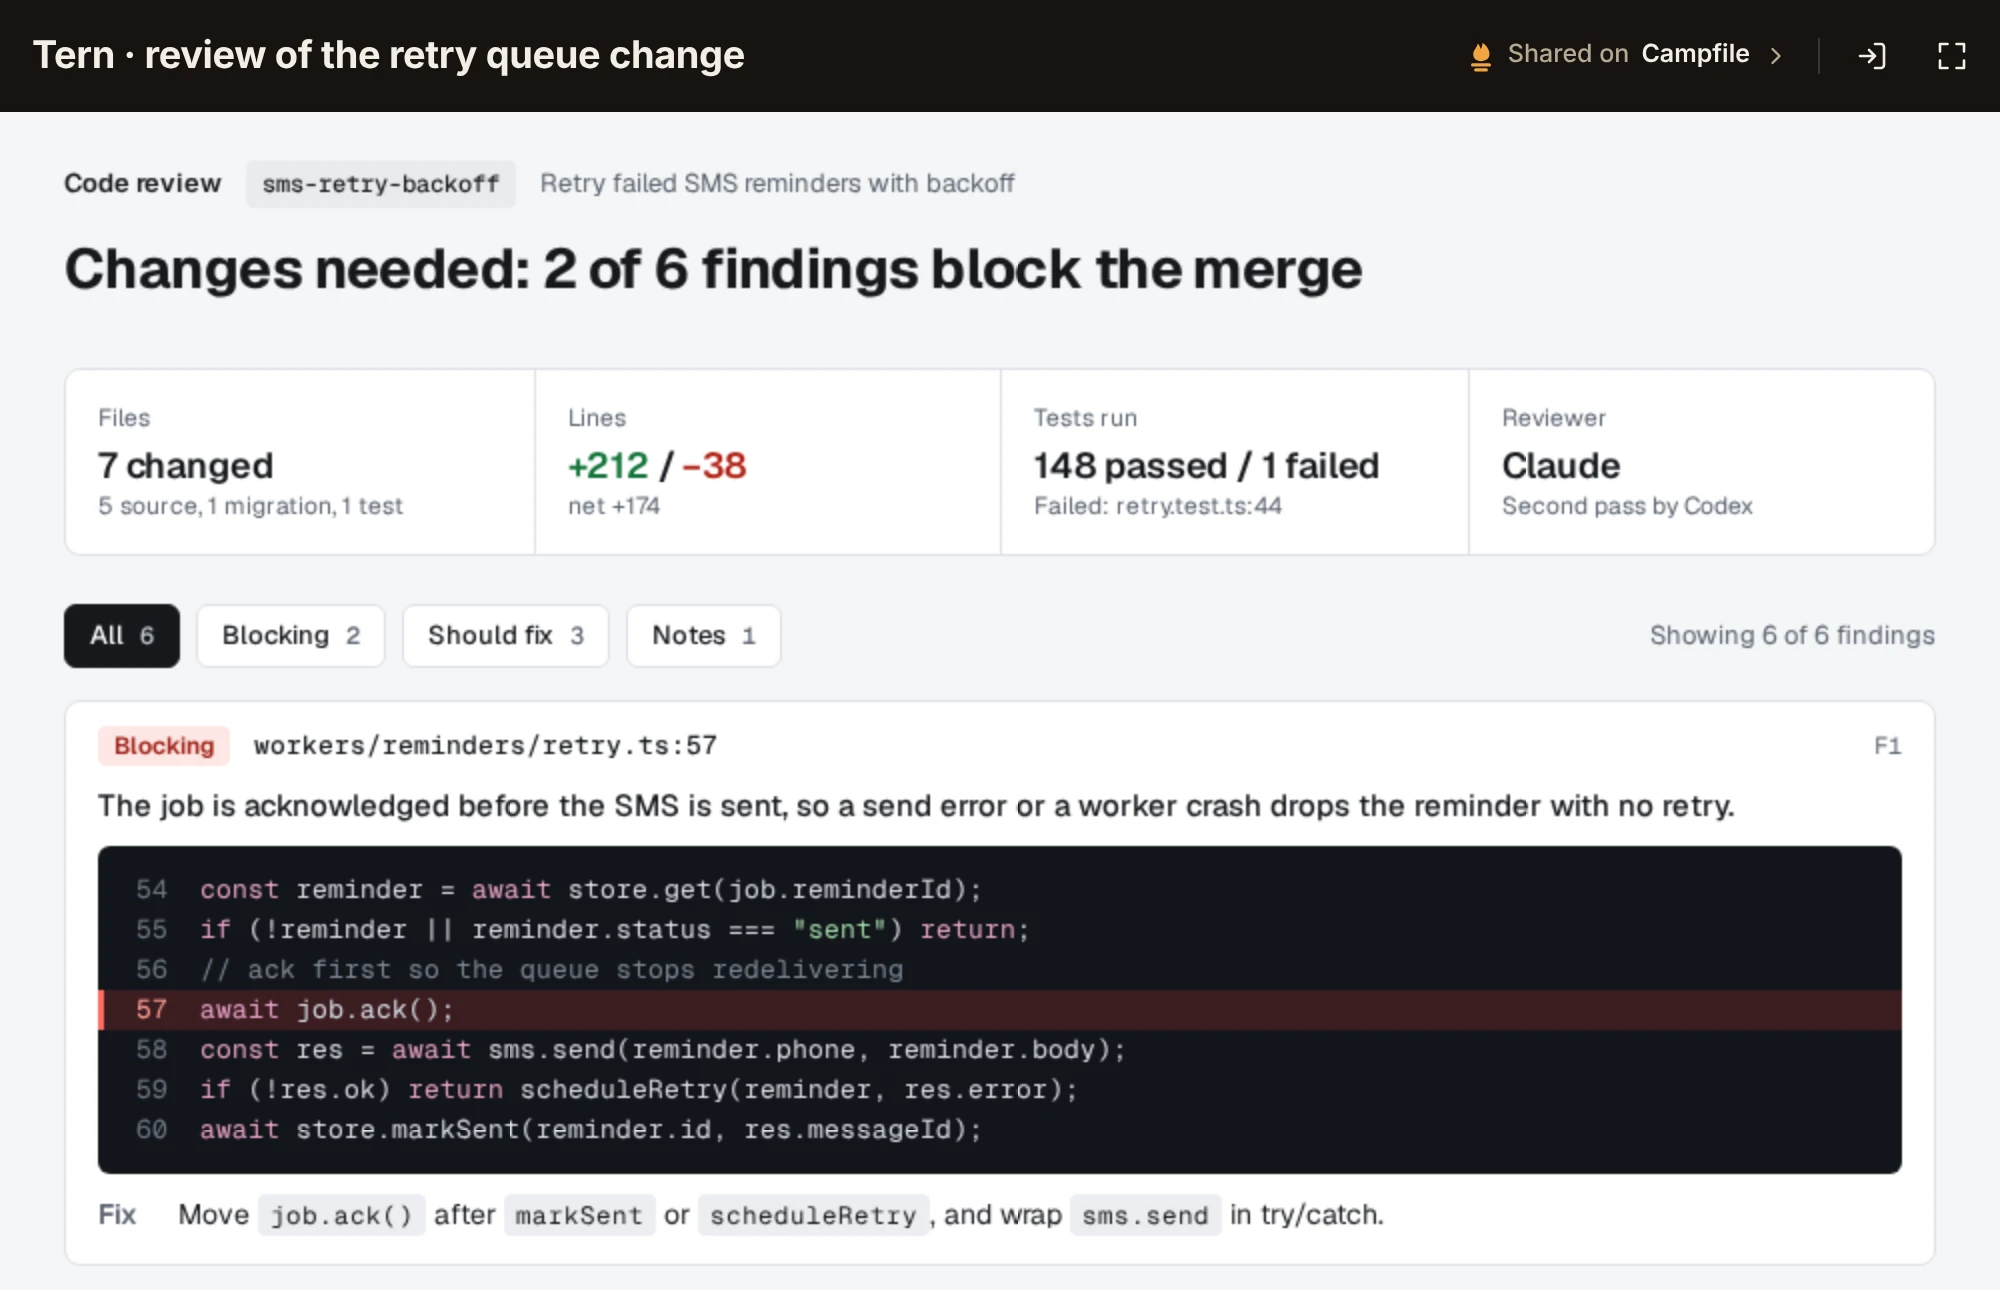 Tern · review of the retry queue change
Shared on Campfile
Code review sms-retry-backoff Retry failed SMS reminders with backoff
Changes needed: 2 of 6 findings block the merge
Files
7 changed
5 source, 1 migration, 1 test
Lines
+212 / −38
net +174
Tests run
148 passed / 1 failed
Failed: retry.test.ts:44
Reviewer
Claude
Second pass by Codex
All 6 Blocking 2 Should fix 3 Notes 1 Showing 6 of 6 findings
Blocking workers/reminders/retry.ts:57 F1
The job is acknowledged before the SMS is sent, so a send error or a worker crash drops the reminder with no retry.
54 const reminder = await store.get(job.reminderId);
55 if (!reminder || reminder.status === "sent") return;
56 // ack first so the queue stops redelivering
57 await job.ack();
58 const res = await sms.send(reminder.phone, reminder.body);
59 if (!res.ok) return scheduleRetry(reminder, res.error);
60 await store.markSent(reminder.id, res.messageId);
Fix Move job.ack() after markSent or scheduleRetry, and wrap sms.send in try/catch.